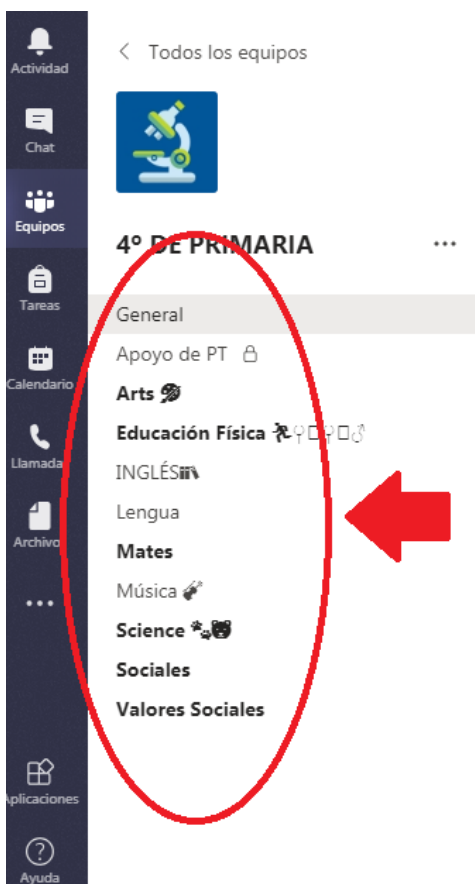 Actividad
Chat
Equipos
Tareas
Calendario
Llamada
Archivo
Aplicaciones
Ayuda
Todos los equipos
4º DE PRIMARIA
General
Apoyo de PT
Arts
Educación Física
INGLÉS
Lengua
Mates
Música
Science
Sociales
Valores Sociales